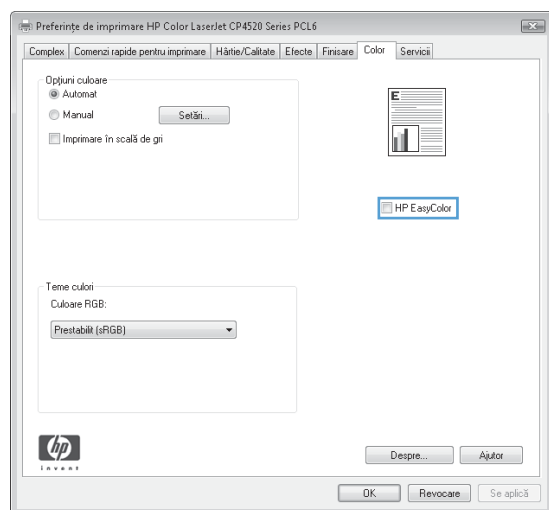 Preferințe de imprimare HP Color LaserJet CP4520 Series PCL6
Complex Comenzi rapide pentru imprimare Hârtie/Calitate Efecte Finisare Color Servicii
Opțiuni culoare
Automat
Manual Setări...
Imprimare în scală de gri
E
HP EasyColor
Teme culori
Culoare RGB:
Prestabilit (sRGB)
hp
invent
Despre... Ajutor
OK Revocare Se aplică